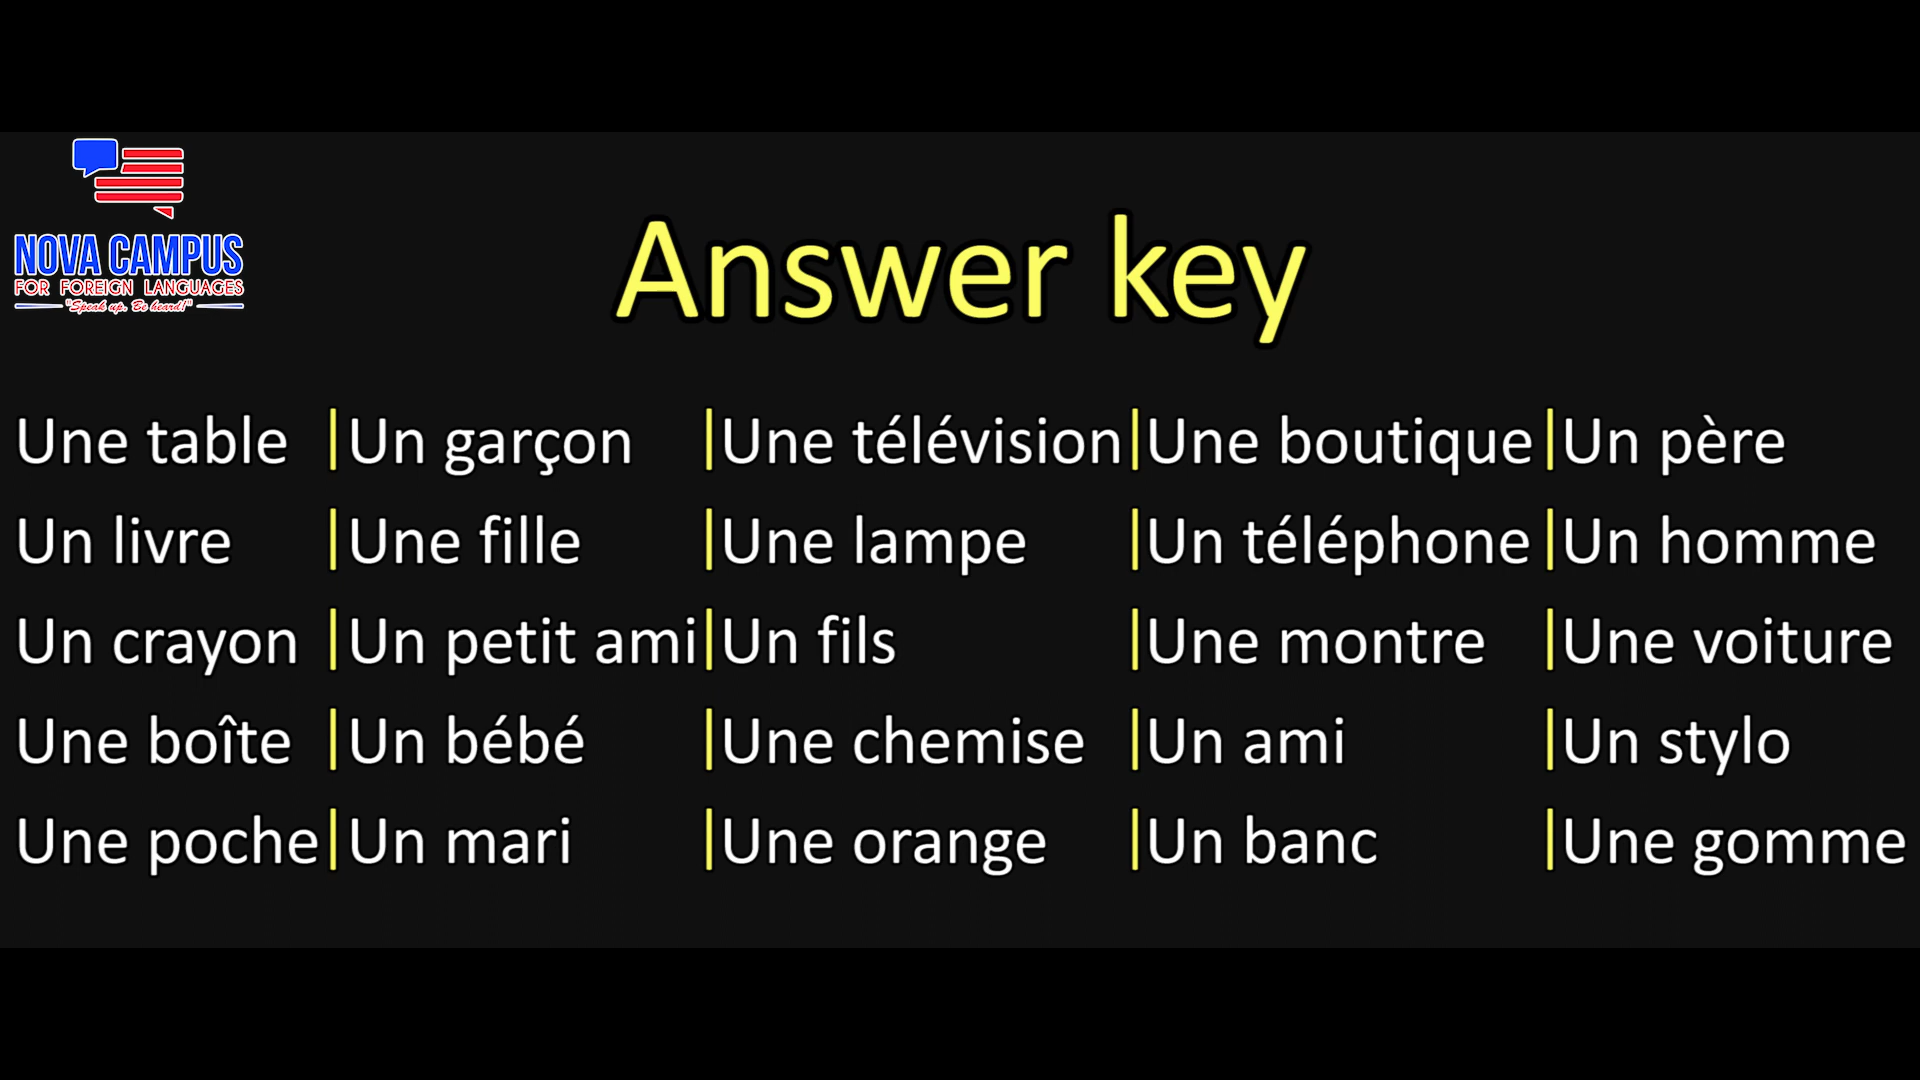 NOVA CAMPUS
FOR FOREIGN LANGUAGES
"Speak up, Be heard!"
Answer key
Une table | Un garçon | Une télévision | Une boutique | Un père
Un livre | Une fille | Une lampe | Un téléphone | Un homme
Un crayon | Un petit ami | Un fils | Une montre | Une voiture
Une boîte | Un bébé | Une chemise | Un ami | Un stylo
Une poche | Un mari | Une orange | Un banc | Une gomme